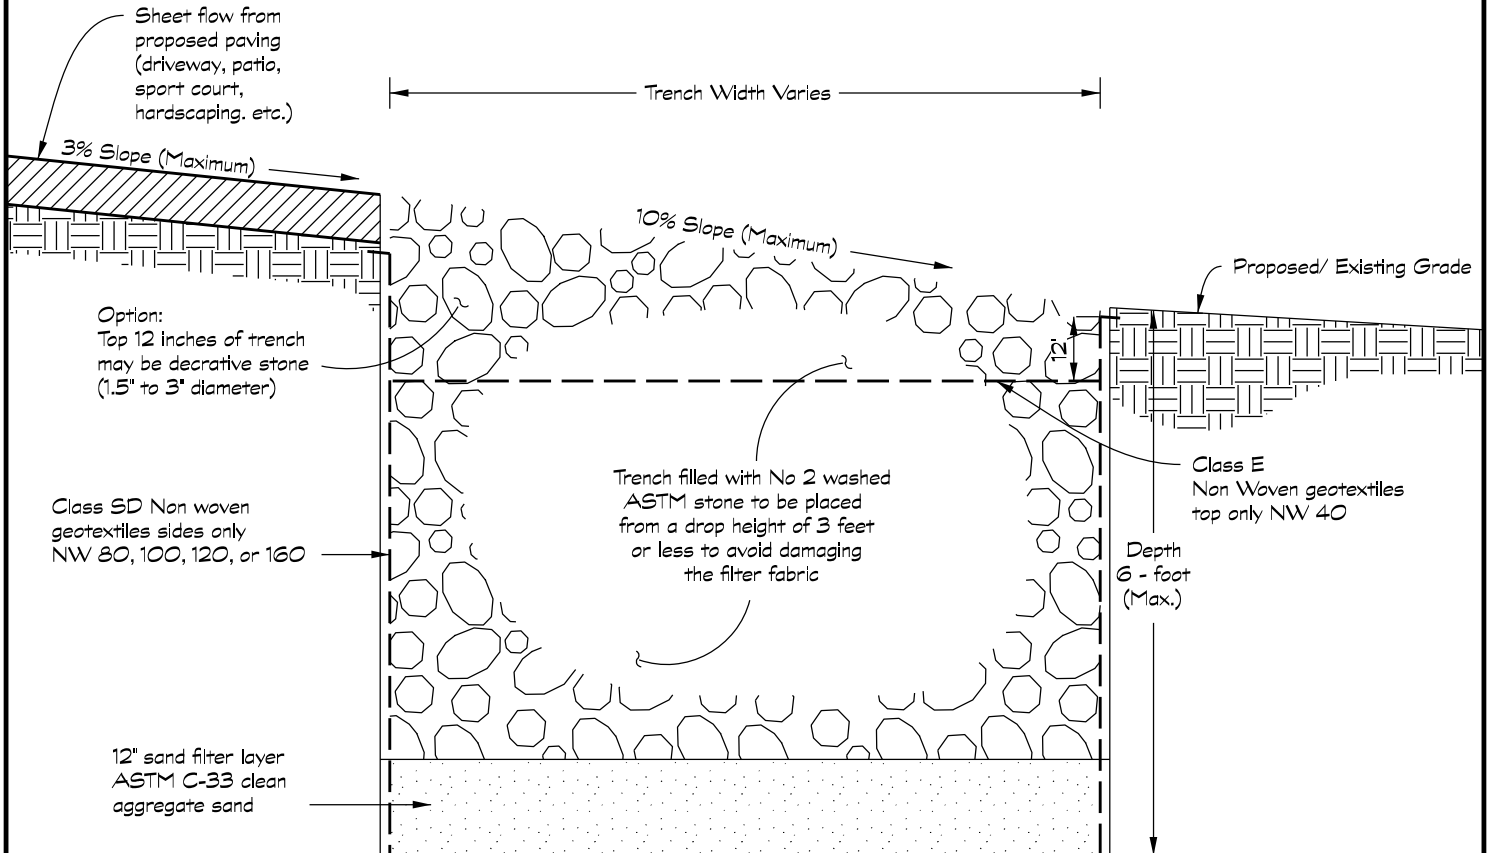 Sheet flow from
proposed paving
(driveway, patio,
sport court,
hardscaping. etc.)
Trench Width Varies
3% Slope (Maximum)
10% Slope (Maximum)
Proposed/ Existing Grade
Option:
Top 12 inches of trench
may be decrative stone
(1.5" to 3" diameter)
12"
Class E
Non Woven geotextiles
top only NW 40
Trench filled with No 2 washed
ASTM stone to be placed
from a drop height of 3 feet
or less to avoid damaging
the filter fabric
Class SD Non woven
geotextiles sides only
NW 80, 100, 120, or 160
Depth
6 - foot
(Max.)
12" sand filter layer
ASTM C-33 clean
aggregate sand